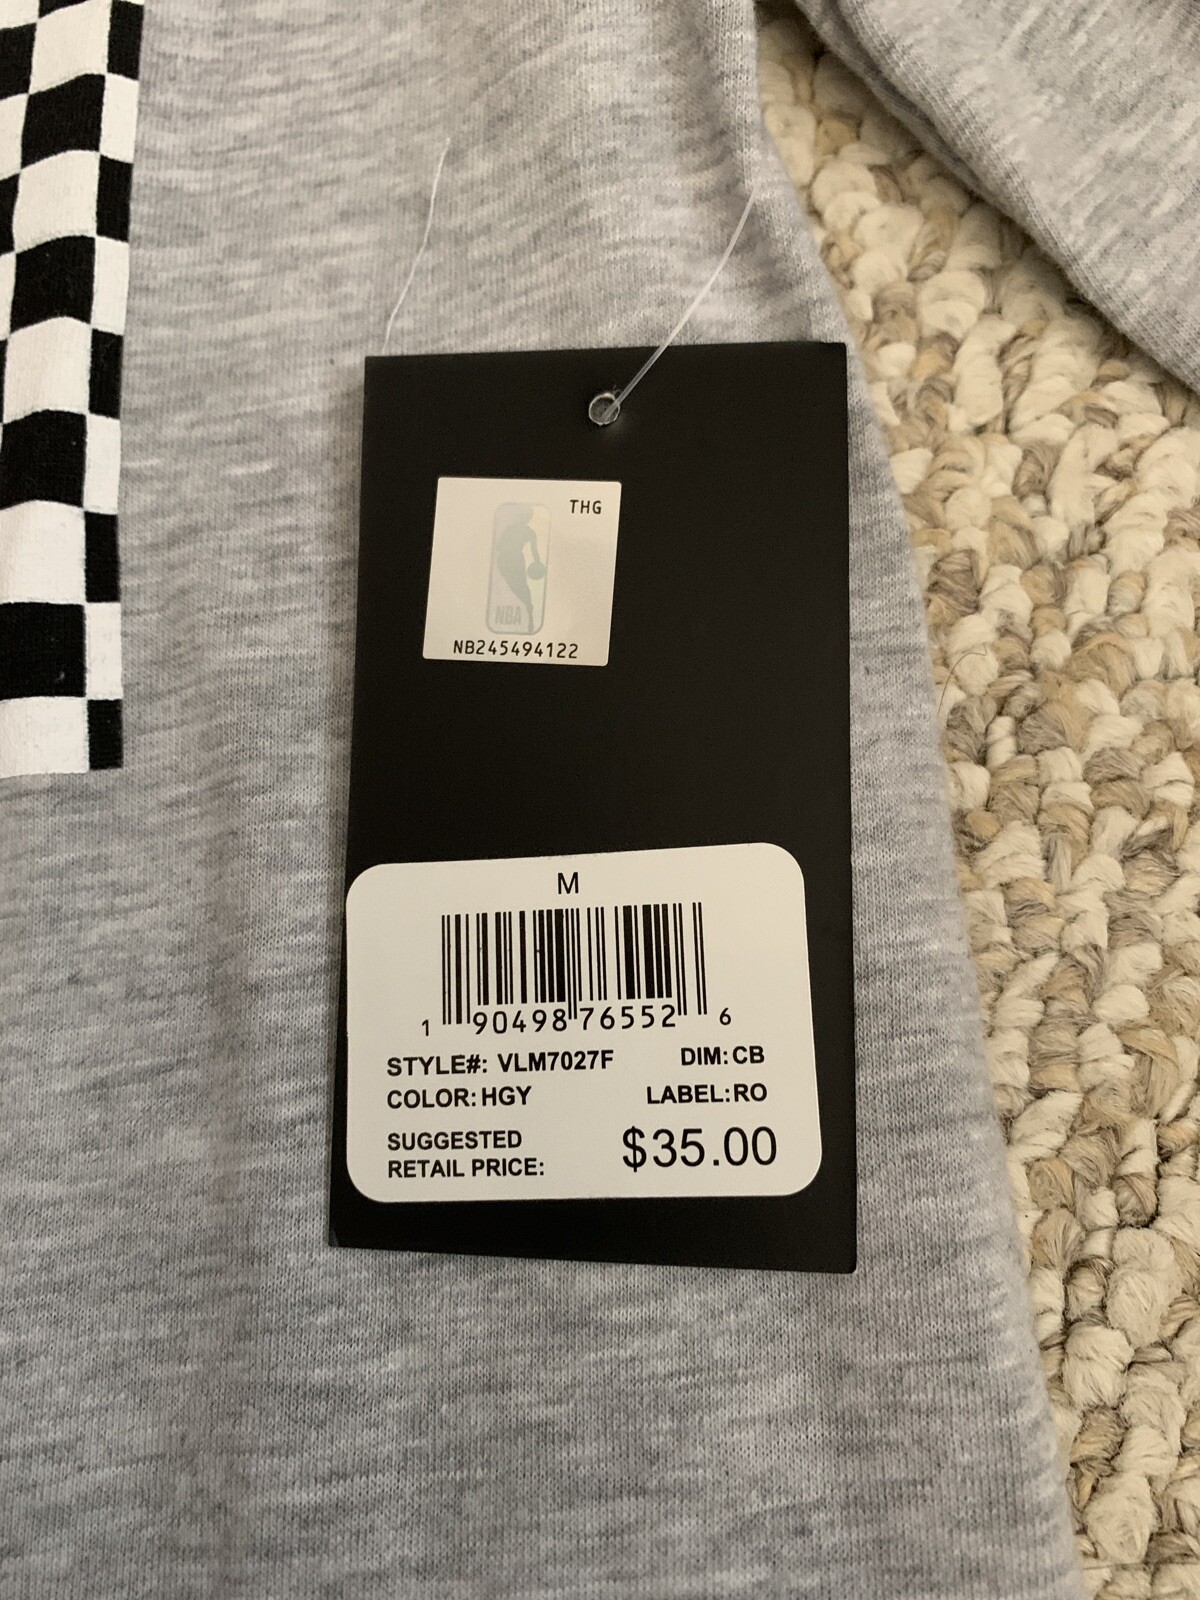 THG
NBA
NB245494122
M
1 90498 76552 6
STYLE#: VLM7027F DIM: CB
COLOR: HGY LABEL: RO
SUGGESTED
RETAIL PRICE: $35.00